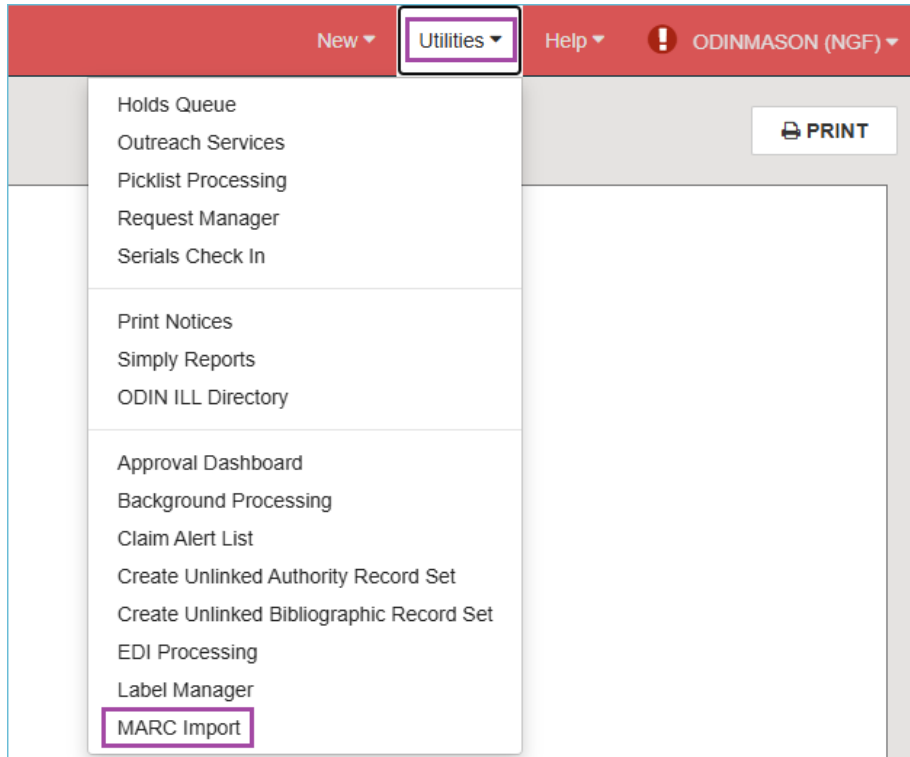 New Utilities Help ! ODINMASON (NGF)
PRINT
Holds Queue
Outreach Services
Picklist Processing
Request Manager
Serials Check In
Print Notices
Simply Reports
ODIN ILL Directory
Approval Dashboard
Background Processing
Claim Alert List
Create Unlinked Authority Record Set
Create Unlinked Bibliographic Record Set
EDI Processing
Label Manager
MARC Import